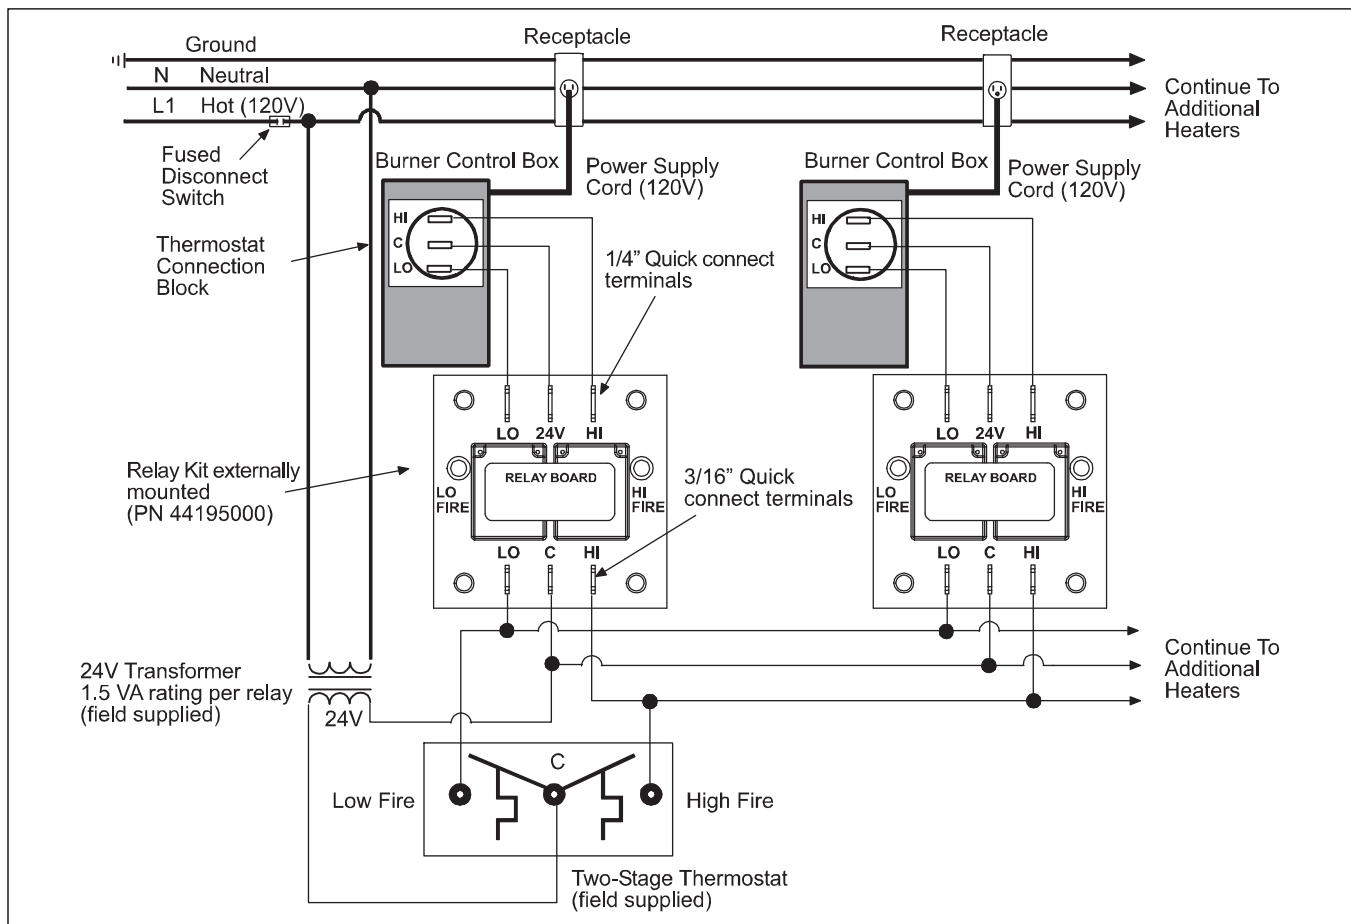 Ground
Receptacle
Receptacle
N Neutral
L1 Hot (120V)
Continue To
Additional
Heaters
Fused
Disconnect
Switch
Burner Control Box
Power Supply
Cord (120V)
Burner Control Box
Power Supply
Cord (120V)
HI
C
LO
HI
C
LO
Thermostat
Connection
Block
1/4” Quick connect
terminals
LO 24V HI
LO 24V HI
Relay Kit externally
mounted
(PN 44195000)
RELAY BOARD
LO
FIRE
HI
FIRE
3/16” Quick
connect terminals
RELAY BOARD
LO
FIRE
HI
FIRE
LO C HI
LO C HI
Continue To
Additional
Heaters
24V Transformer
1.5 VA rating per relay
(field supplied)
24V
C
Low Fire
High Fire
Two-Stage Thermostat
(field supplied)